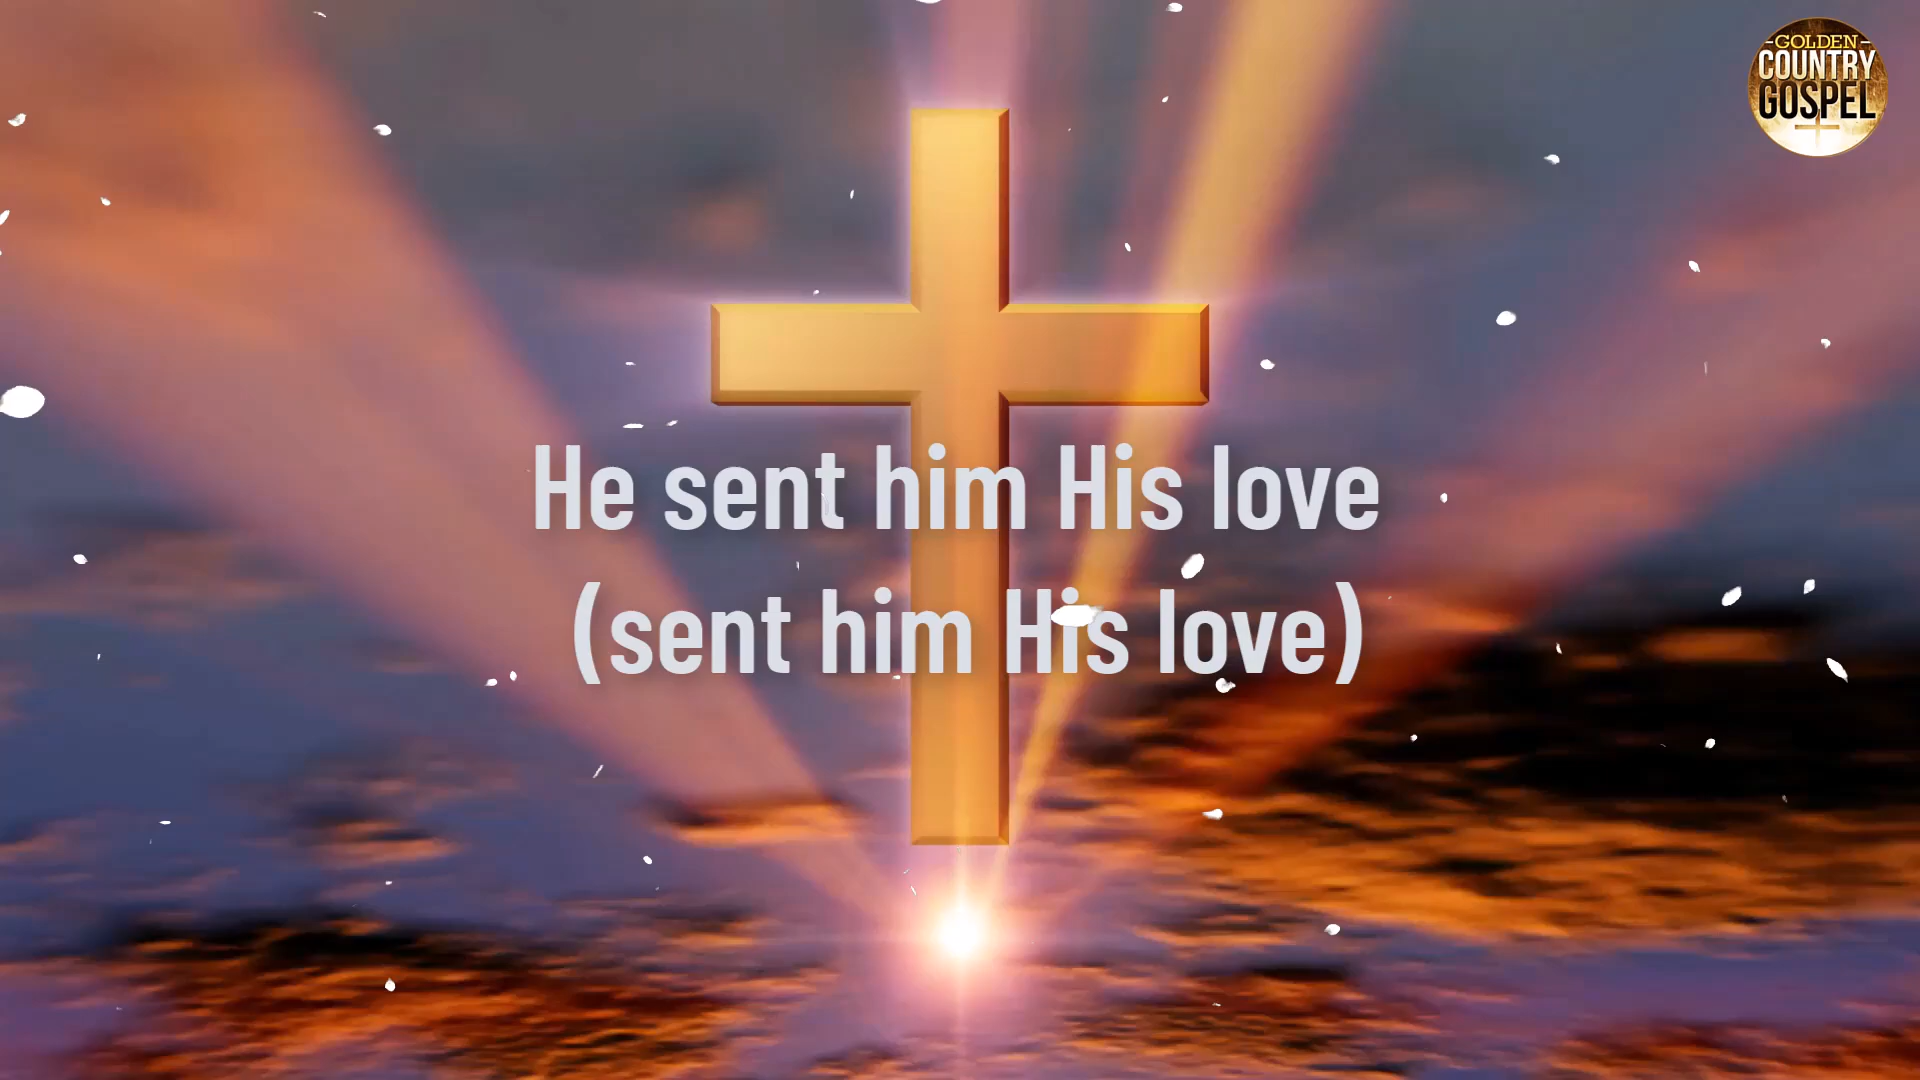 -GOLDEN-
COUNTRY
GOSPEL
He sent him His love
(sent him His love)